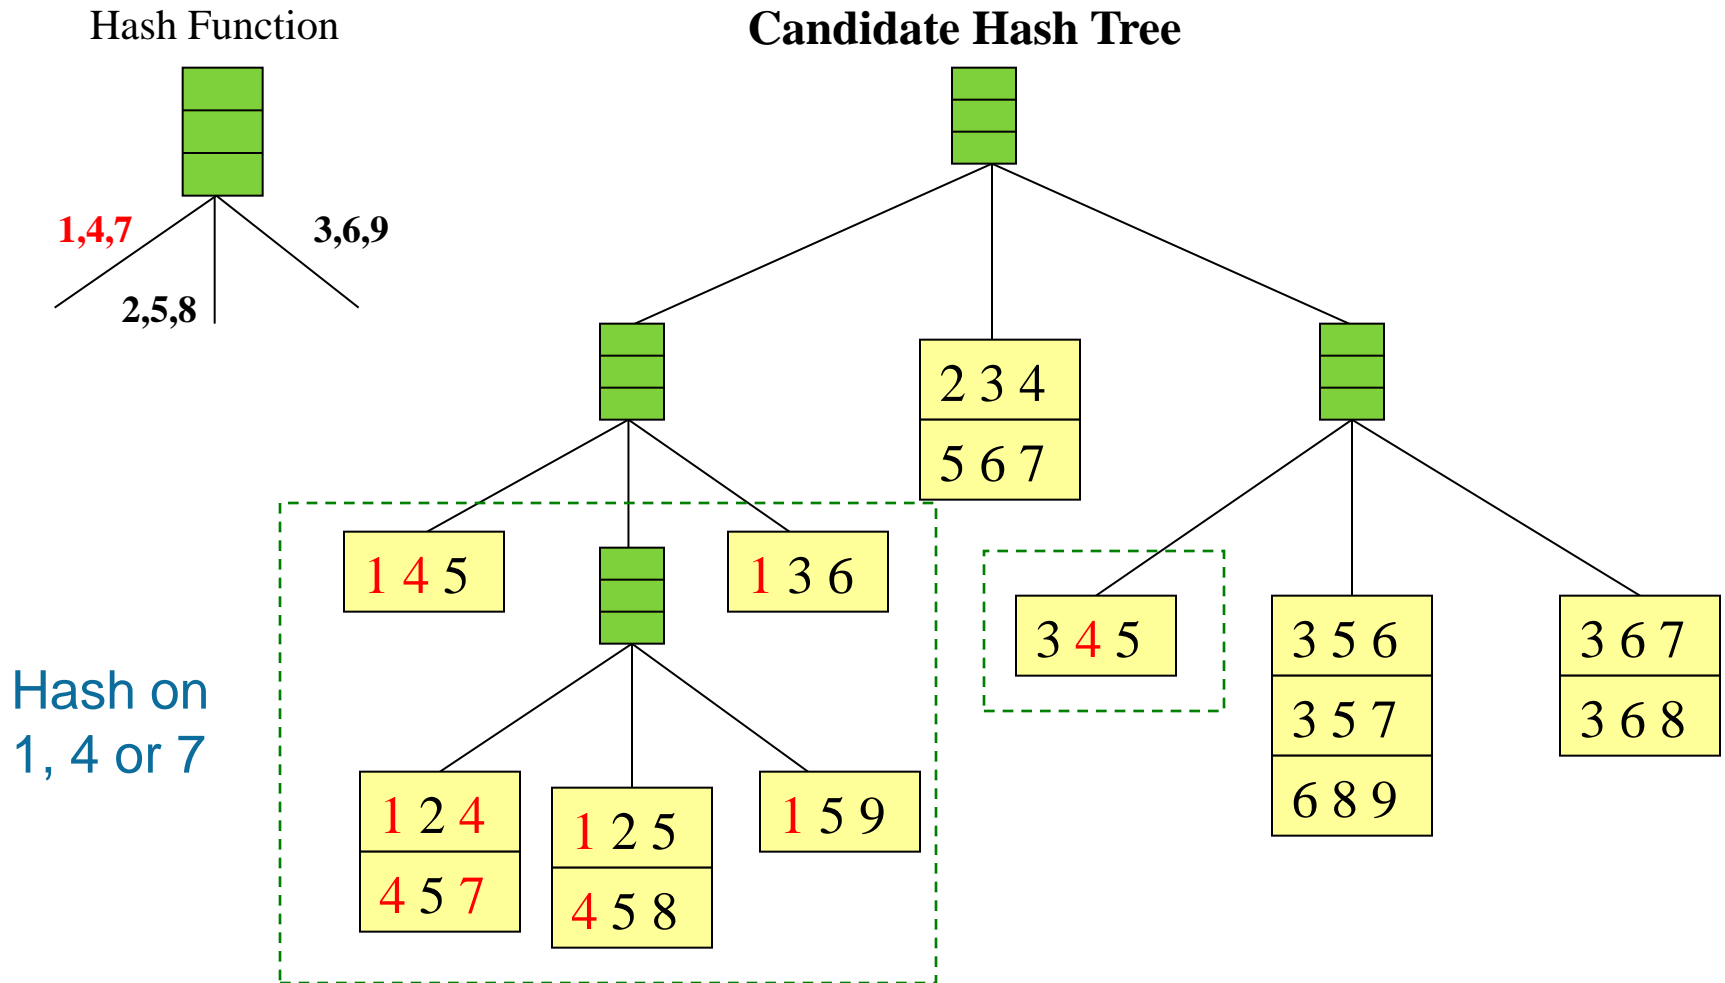 Hash Function
Candidate Hash Tree
1,4,7
3,6,9
2,5,8
2 3 4
5 6 7
1 4 5
1 3 6
3 4 5
3 5 6
3 5 7
6 8 9
3 6 7
3 6 8
Hash on
1, 4 or 7
1 2 4
4 5 7
1 2 5
4 5 8
1 5 9